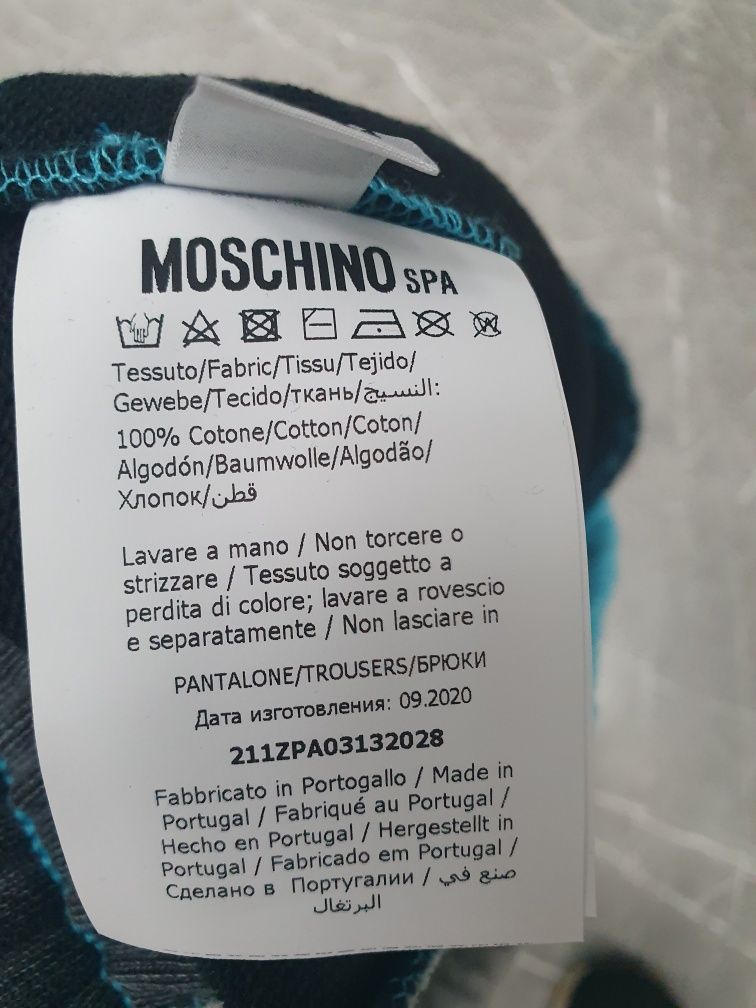 MOSCHINO SPA
Tessuto/Fabric/Tissu/Tejido/
Gewebe/Tecido/ткань/النسيج:
100% Cotone/Cotton/Coton/
Algodón/Baumwolle/Algodão/
Хлопок/قطن
Lavare a mano / Non torcere o
strizzare / Tessuto soggetto a
perdita di colore; lavare a rovescio
e separatamente / Non lasciare in
PANTALONE/TROUSERS/БРЮКИ
Дата изготовления: 09.2020
211ZPA03132028
Fabbricato in Portogallo / Made in
Portugal / Fabriqué au Portugal /
Hecho en Portugal / Hergestellt in
Portugal / Fabricado em Portugal /
Сделано в Португалии / صنع في
البرتغال